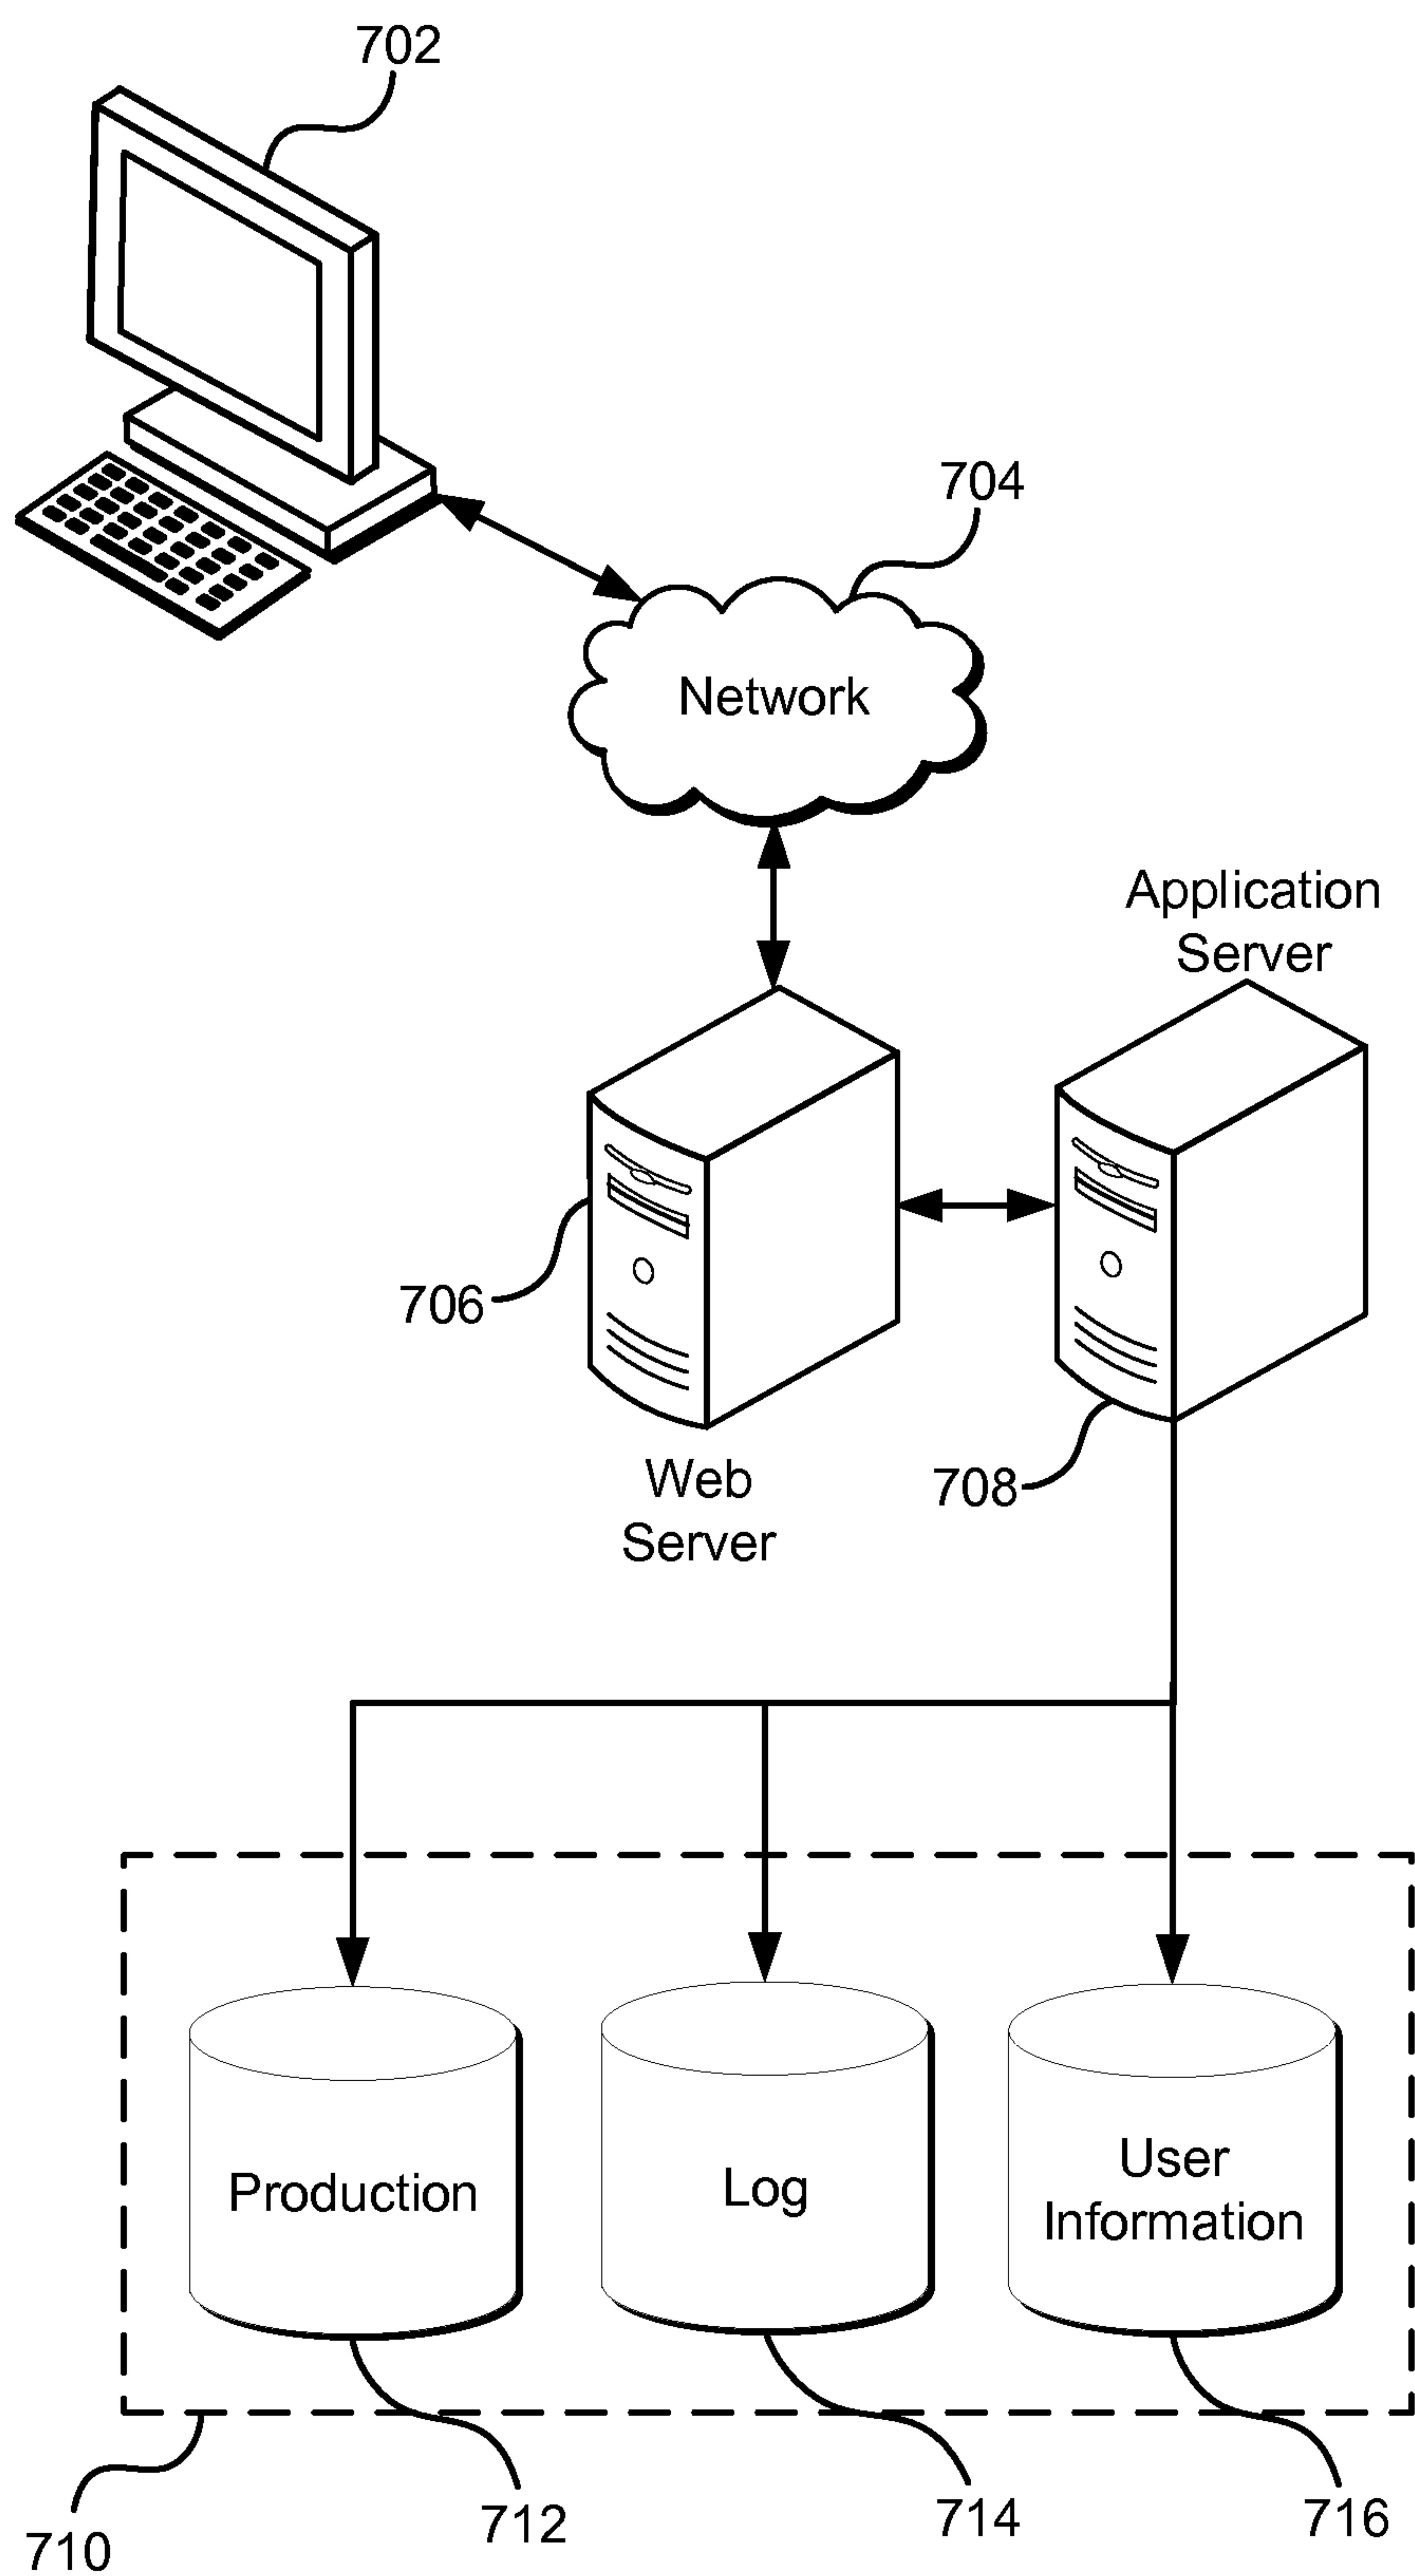 702
704
Network
Application
Server
706
708
Web
Server
Production
Log
User
Information
710
712
714
716